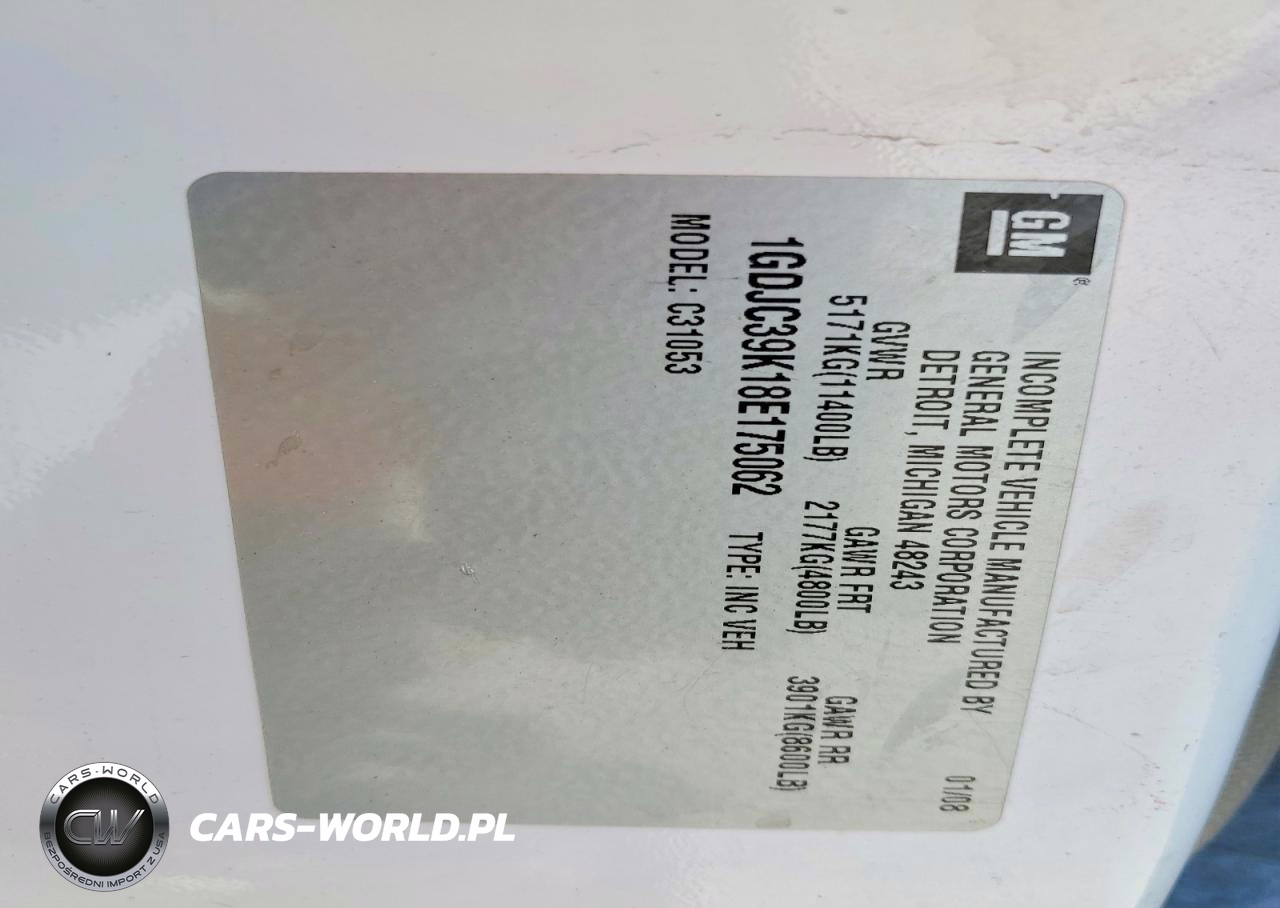 GM®
INCOMPLETE VEHICLE MANUFACTURED BY
GENERAL MOTORS CORPORATION 01/08
DETROIT, MICHIGAN 48243
GVWR GAWR FRT GAWR RR
5171KG(11400LB) 2177KG(4800LB) 3901KG(8600LB)
1GDJC39K18E175062 TYPE: INC VEH
MODEL: C31053
CARS-WORLD
CW
BEZPOŚREDNI IMPORT Z USA
CARS-WORLD.PL